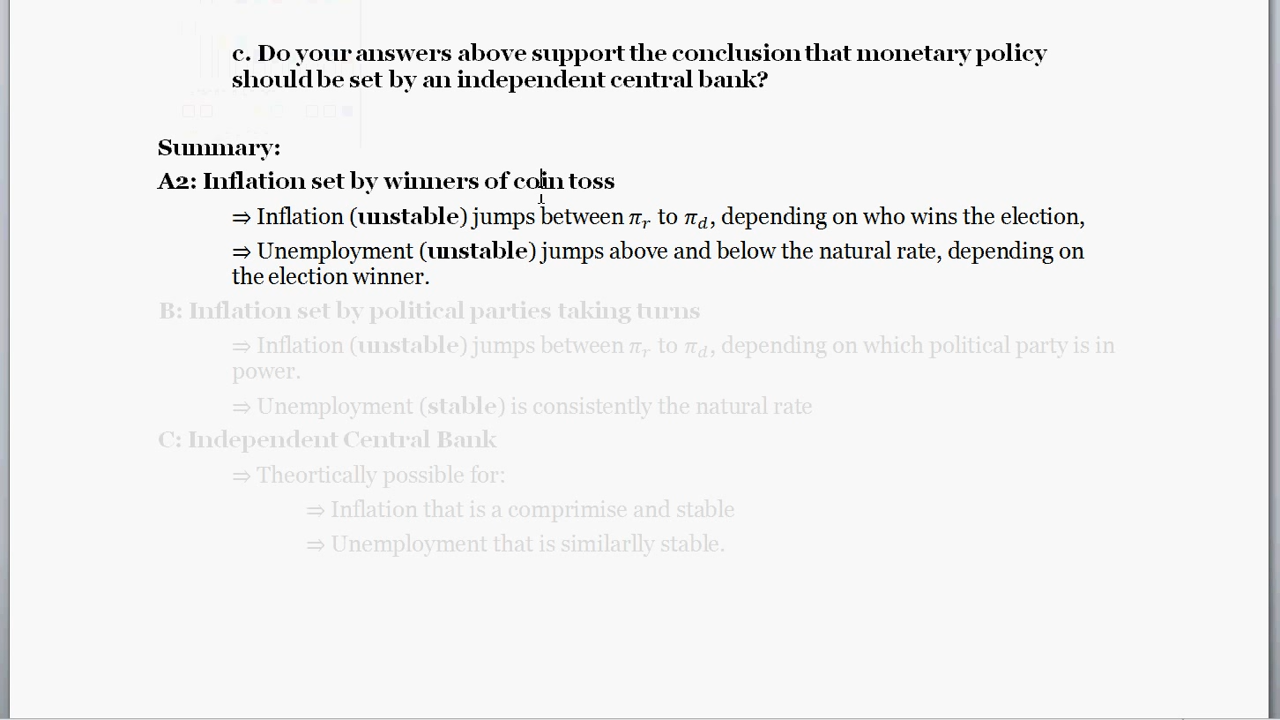 c. Do your answers above support the conclusion that monetary policy
should be set by an independent central bank?
Summary:
A2: Inflation set by winners of coin toss
⇒ Inflation (unstable) jumps between πr to πd, depending on who wins the election,
⇒ Unemployment (unstable) jumps above and below the natural rate, depending on
the election winner.
B: Inflation set by political parties taking turns
⇒ Inflation (unstable) jumps between πr to πd, depending on which political party is in
power.
⇒ Unemployment (stable) is consistently the natural rate
C: Independent Central Bank
⇒ Theortically possible for:
⇒ Inflation that is a comprimise and stable
⇒ Unemployment that is similarlly stable.